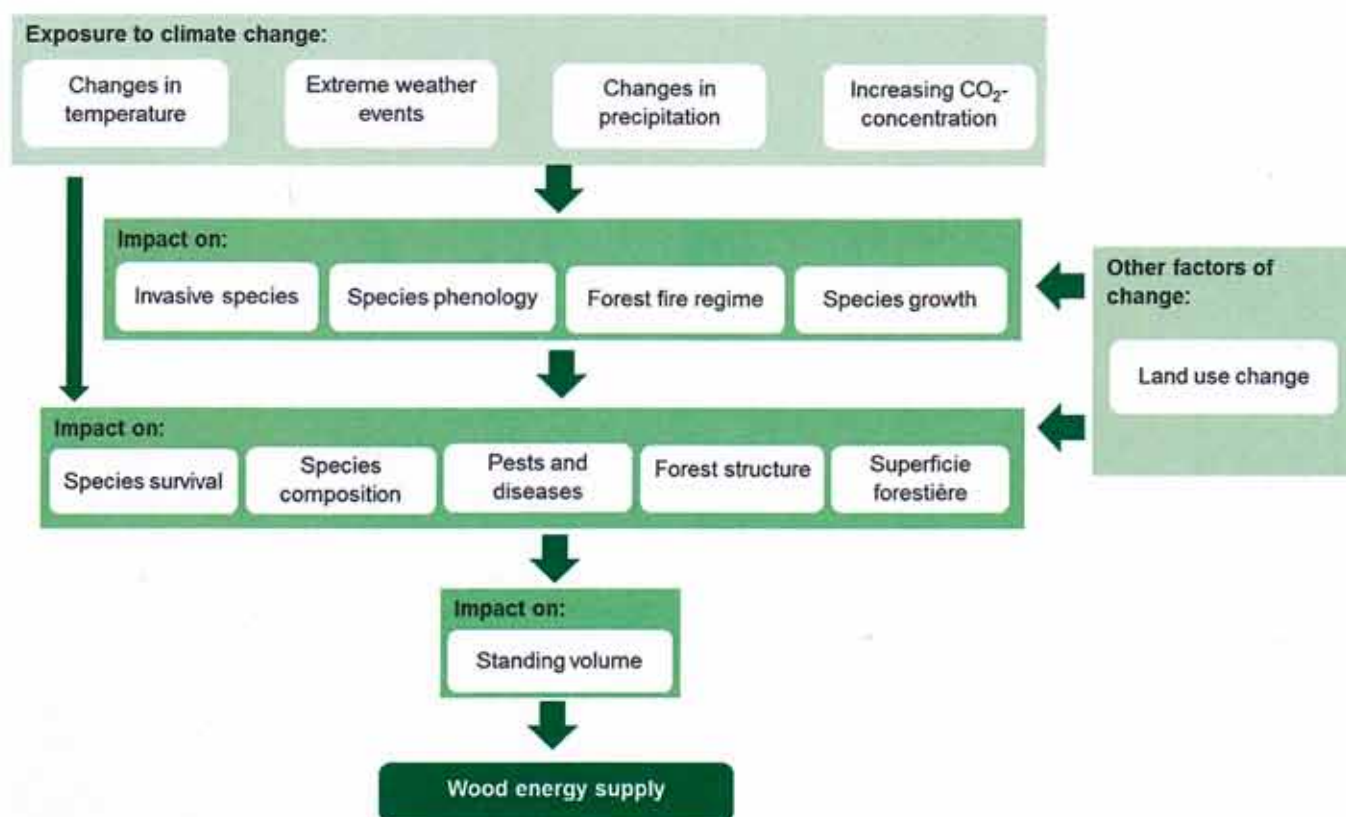 Exposure to climate change:
Changes in
temperature
Extreme weather
events
Changes in
precipitation
Increasing CO₂-
concentration
Impact on:
Invasive species
Species phenology
Forest fire regime
Species growth
Other factors of
change:
Land use change
Impact on:
Species survival
Species
composition
Pests and
diseases
Forest structure
Superficie
forestière
Impact on:
Standing volume
Wood energy supply